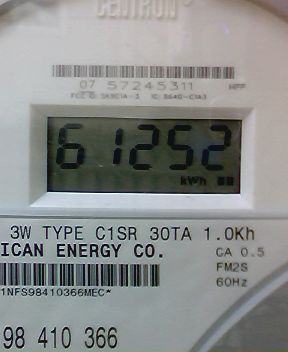 CENTRON
07 57245311
61252
kWh
3W TYPE C1SR 30TA 1.0Kh
ICAN ENERGY CO.
CA 0.5
FM2S
60Hz
1NFS98410366MEC*
98 410 366